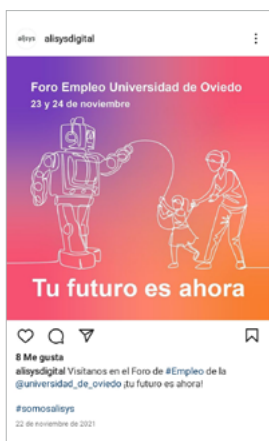 alisys alisysdigital
Foro Empleo Universidad de Oviedo
23 y 24 de noviembre
Tu futuro es ahora
8 Me gusta
alisysdigital Visítanos en el Foro de #Empleo de la
@universidad_de_oviedo ¡tu futuro es ahora!
#somosalisys
22 de noviembre de 2021